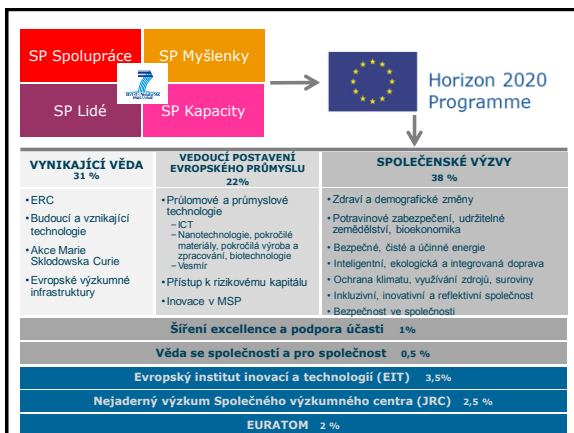 SP Spolupráce
SP Myšlenky
7
SP Lidé
SP Kapacity
Horizon 2020
Programme
VYNIKAJÍCÍ VĚDA
31 %
• ERC
• Budoucí a vznikající
technologie
• Akce Marie
Sklodowska Curie
• Evropské výzkumné
infrastruktury
VEDOUCÍ POSTAVENÍ
EVROPSKÉHO PRŮMYSLU
22%
• Průlomové a průmyslové
technologie
– ICT
– Nanotechnologie, pokročilé
materiály, pokročilá výroba a
zpracování, biotechnologie
– Vesmír
• Přístup k rizikovému kapitálu
• Inovace v MSP
SPOLEČENSKÉ VÝZVY
38 %
• Zdraví a demografické změny
• Potravinové zabezpečení, udržitelné
zemědělství, bioekonomika
• Bezpečné, čisté a účinné energie
• Inteligentní, ekologická a integrovaná doprava
• Ochrana klimatu, využívání zdrojů, suroviny
• Inkluzivní, inovativní a reflektivní společnost
• Bezpečnost ve společnosti
Šíření excellence a podpora účasti 1%
Věda se společností a pro společnost 0,5 %
Evropský institut inovací a technologií (EIT) 3,5%
Nejaderný výzkum Společného výzkumného centra (JRC) 2,5 %
EURATOM 2 %